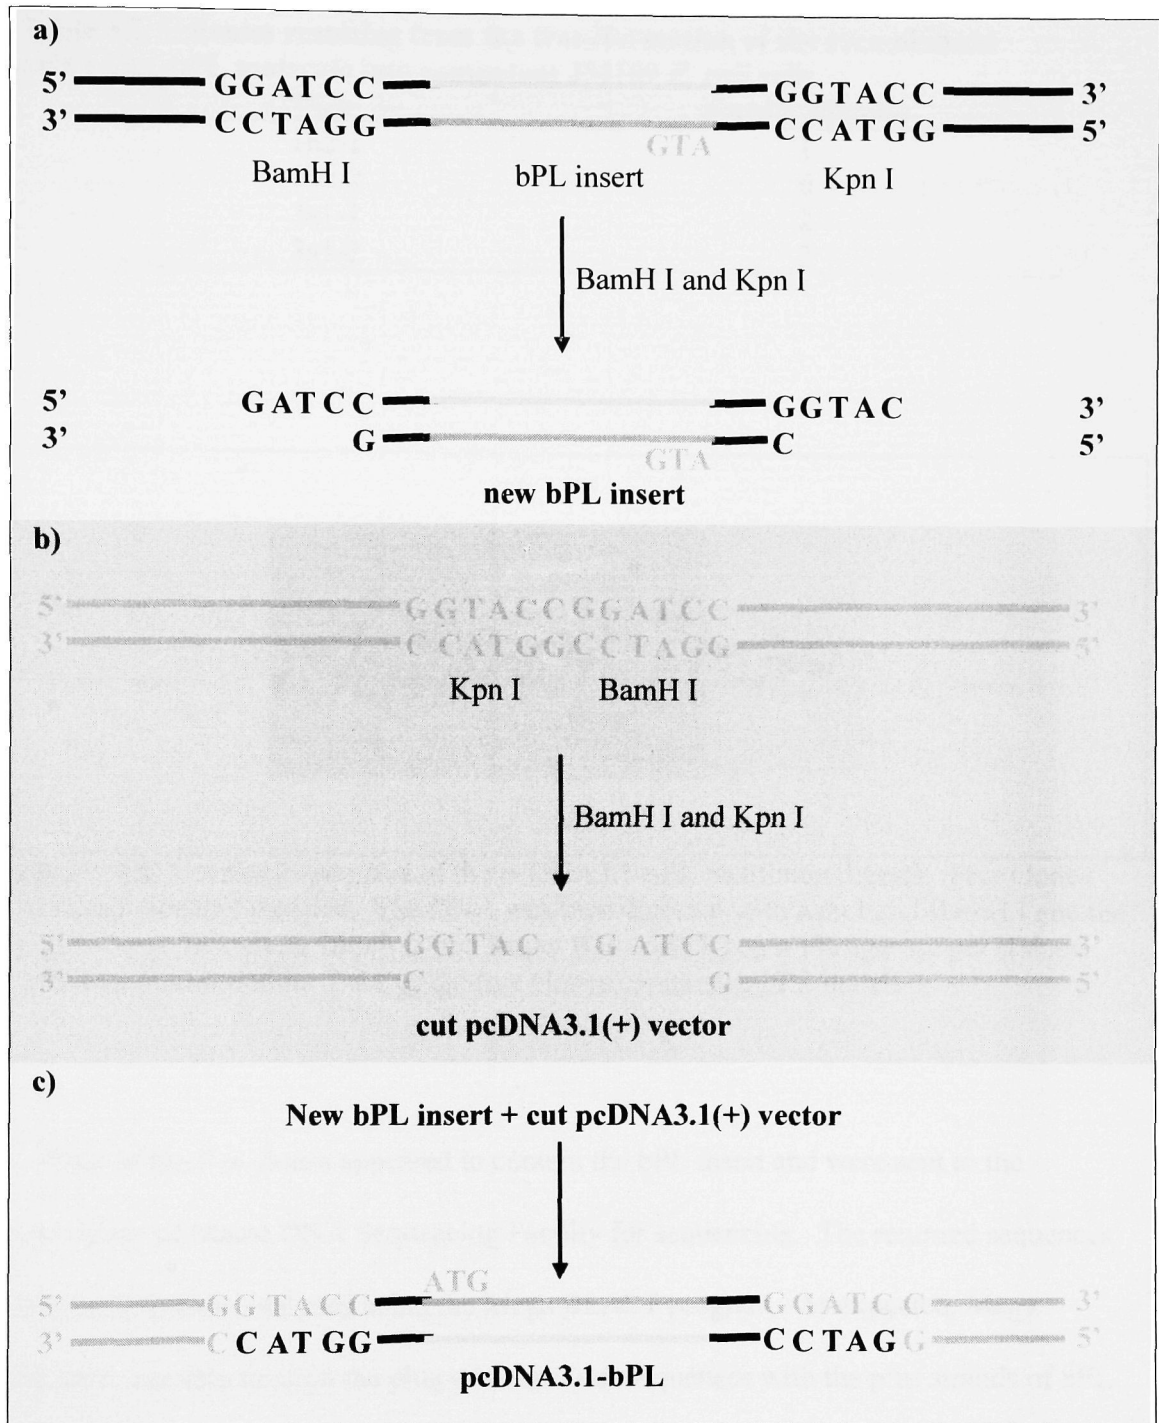 a)
5’ GGATCC GGTACC 3’
3’ CCTAGG CCATGG 5’
GTA
BamH I bPL insert Kpn I
BamH I and Kpn I
5’ GATCC GGTAC 3’
3’ G C 5’
GTA
new bPL insert
b)
5’ GGTACCGGATCC 3’
3’ CCATGGCCTAGG 5’
Kpn I BamH I
BamH I and Kpn I
5’ GGTAC GATCC 3’
3’ C G 5’
cut pcDNA3.1(+) vector
c)
New bPL insert + cut pcDNA3.1(+) vector
ATG
5’ GGTACC GGATCC 3’
3’ CCATGG CCTAGG 5’
pcDNA3.1-bPL